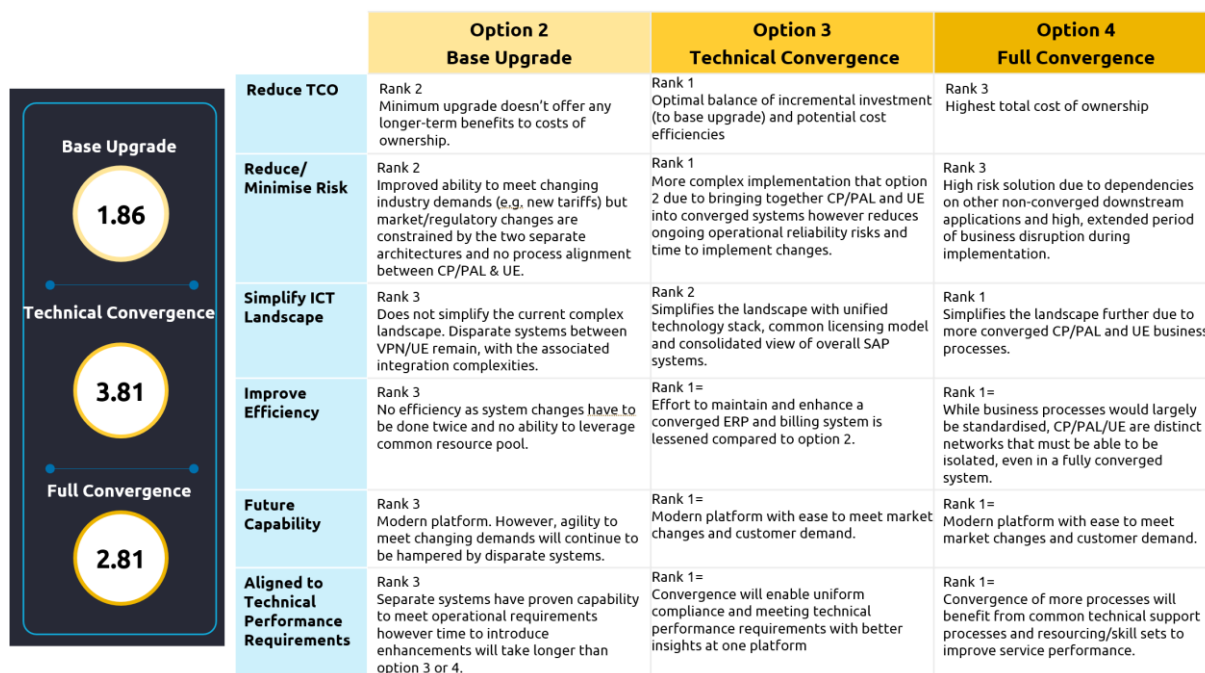 Base Upgrade
1.86
Technical Convergence
3.81
Full Convergence
2.81
Option 2
Base Upgrade
Option 3
Technical Convergence
Option 4
Full Convergence
Reduce TCO
Rank 2
Minimum upgrade doesn’t offer any
longer-term benefits to costs of
ownership.
Rank 1
Optimal balance of incremental investment
(to base upgrade) and potential cost
efficiencies
Rank 3
Highest total cost of ownership
Reduce/
Minimise Risk
Rank 2
Improved ability to meet changing
industry demands (e.g. new tariffs) but
market/regulatory changes are
constrained by the two separate
architectures and no process alignment
between CP/PAL & UE.
Rank 1
More complex implementation that option
2 due to bringing together CP/PAL and UE
into converged systems however reduces
ongoing operational reliability risks and
time to implement changes.
Rank 3
High risk solution due to dependencies
on other non-converged downstream
applications and high, extended period
of business disruption during
implementation.
Simplify ICT
Landscape
Rank 3
Does not simplify the current complex
landscape. Disparate systems between
VPN/UE remain, with the associated
integration complexities.
Rank 2
Simplifies the landscape with unified
technology stack, common licensing model
and consolidated view of overall SAP
systems.
Rank 1
Simplifies the landscape further due to
more converged CP/PAL and UE business
processes.
Improve
Efficiency
Rank 3
No efficiency as system changes have to
be done twice and no ability to leverage
common resource pool.
Rank 1=
Effort to maintain and enhance a
converged ERP and billing system is
lessened compared to option 2.
Rank 1=
While business processes would largely
be standardised, CP/PAL/UE are distinct
networks that must be able to be
isolated, even in a fully converged
system.
Future
Capability
Rank 3
Modern platform. However, agility to
meet changing demands will continue to
be hampered by disparate systems.
Rank 1=
Modern platform with ease to meet market
changes and customer demand.
Rank 1=
Modern platform with ease to meet
market changes and customer demand.
Aligned to
Technical
Performance
Requirements
Rank 3
Separate systems have proven capability
to meet operational requirements
however time to introduce
enhancements will take longer than
option 3 or 4.
Rank 1=
Convergence will enable uniform
compliance and meeting technical
performance requirements with better
insights at one platform
Rank 1=
Convergence of more processes will
benefit from common technical support
processes and resourcing/skill sets to
improve service performance.